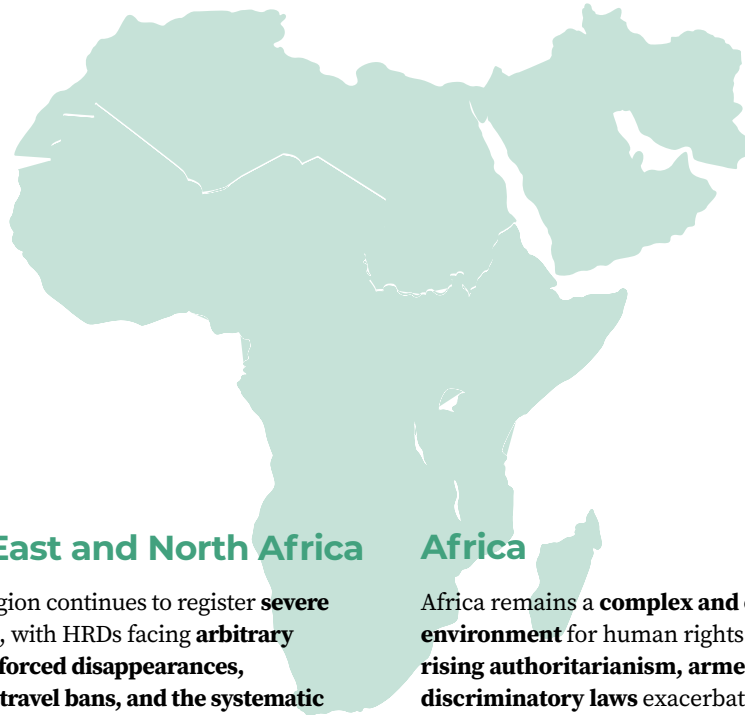 East and North Africa
gion continues to register severe
, with HRDs facing arbitrary
forced disappearances,
travel bans, and the systematic
Africa
Africa remains a complex and
environment for human rights
rising authoritarianism, arme
discriminatory laws exacerbat